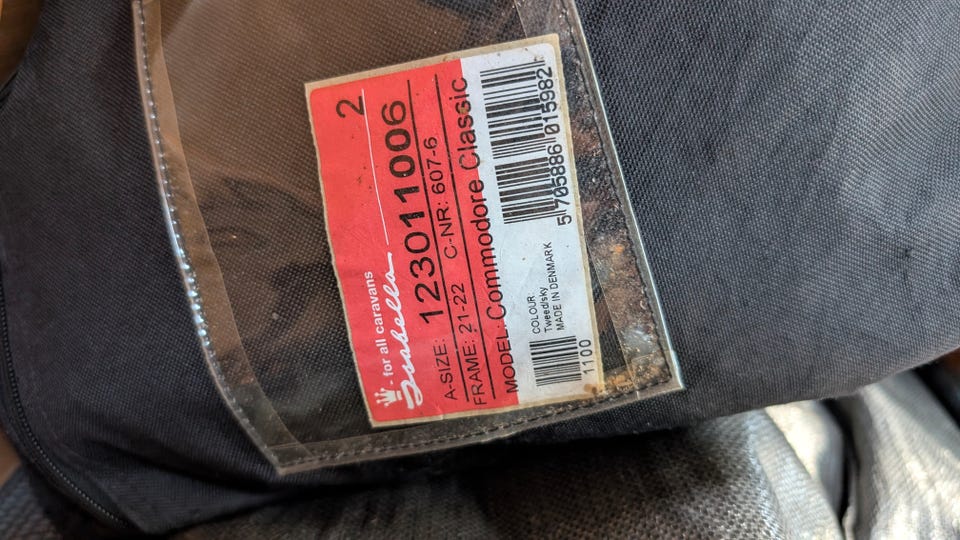 - for all caravans
Isabella 2
A-SIZE: 123011006
FRAME: 21-22 C-NR: 607-6
MODEL: Commodore Classic
COLOUR
Tweed/sky
MADE IN DENMARK
1100
5 705886 015982